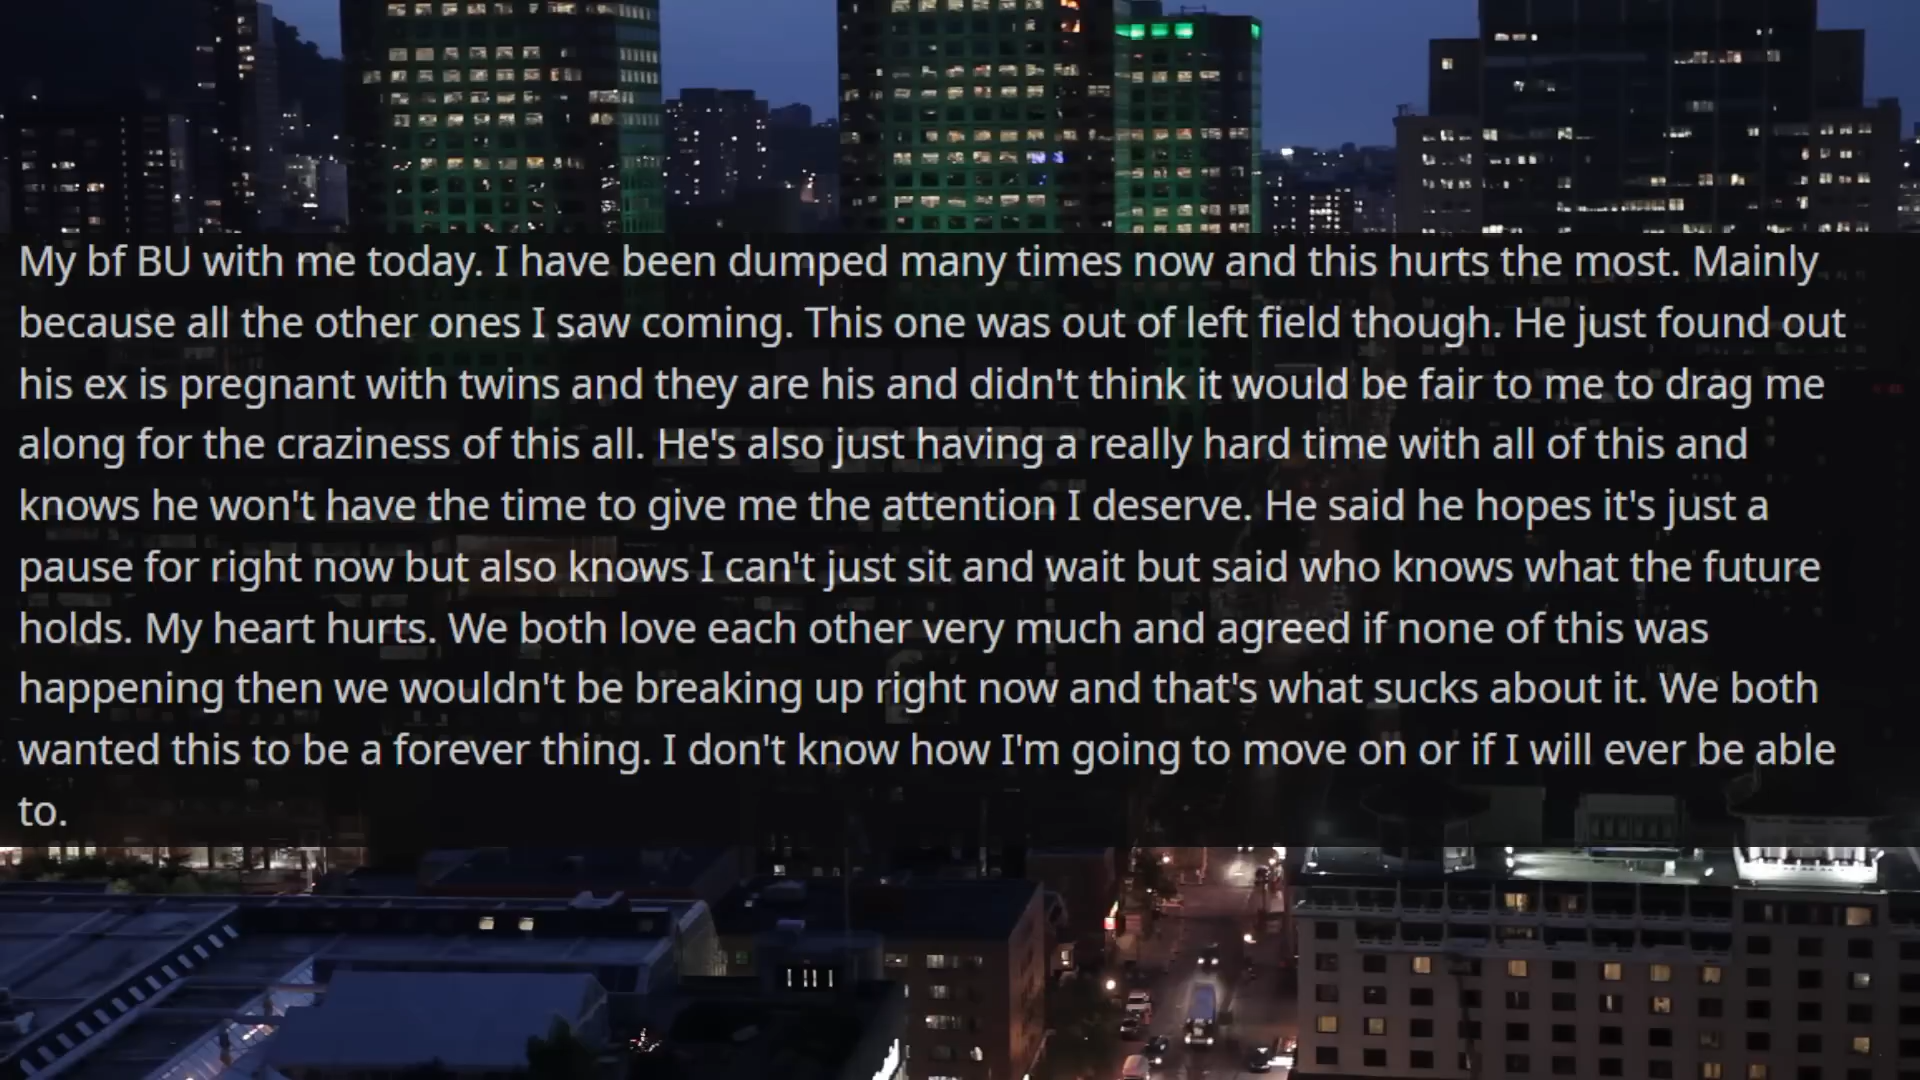 My bf BU with me today. I have been dumped many times now and this hurts the most. Mainly
because all the other ones I saw coming. This one was out of left field though. He just found out
his ex is pregnant with twins and they are his and didn't think it would be fair to me to drag me
along for the craziness of this all. He's also just having a really hard time with all of this and
knows he won't have the time to give me the attention I deserve. He said he hopes it's just a
pause for right now but also knows I can't just sit and wait but said who knows what the future
holds. My heart hurts. We both love each other very much and agreed if none of this was
happening then we wouldn't be breaking up right now and that's what sucks about it. We both
wanted this to be a forever thing. I don't know how I'm going to move on or if I will ever be able
to.